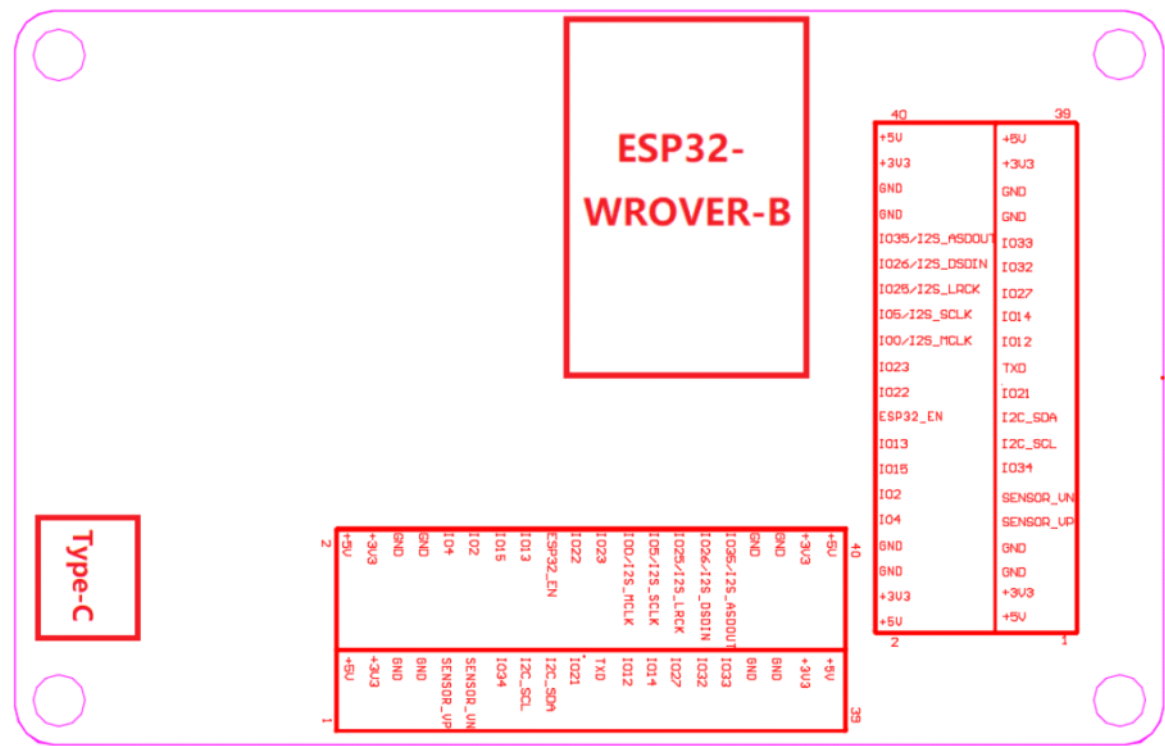 ESP32-
WROVER-B
40 39
+5V +5V
+3V3 +3V3
GND GND
GND GND
IO35/I2S_ASDOUT IO33
IO26/I2S_DSDIN IO32
IO25/I2S_LRCK IO27
IO5/I2S_SCLK IO14
IO0/I2S_MCLK IO12
IO23 TXD
IO22 IO21
ESP32_EN I2C_SDA
IO13 I2C_SCL
IO15 IO34
IO2 SENSOR_VN
IO4 SENSOR_VP
GND GND
GND GND
+3V3 +3V3
+5V +5V
2 1
Type-C
2 +5V +3V3 GND GND IO4 IO2 IO15 IO13 ESP32_EN IO22 IO23 IO0/I2S_MCLK IO5/I2S_SCLK IO25/I2S_LRCK IO26/I2S_DSDIN IO35/I2S_ASDOUT GND GND +3V3 +5V 40
1 +5V +3V3 GND GND SENSOR_VP SENSOR_VN IO34 I2C_SCL I2C_SDA IO21 TXD IO12 IO14 IO27 IO32 IO33 GND GND +3V3 +5V 39